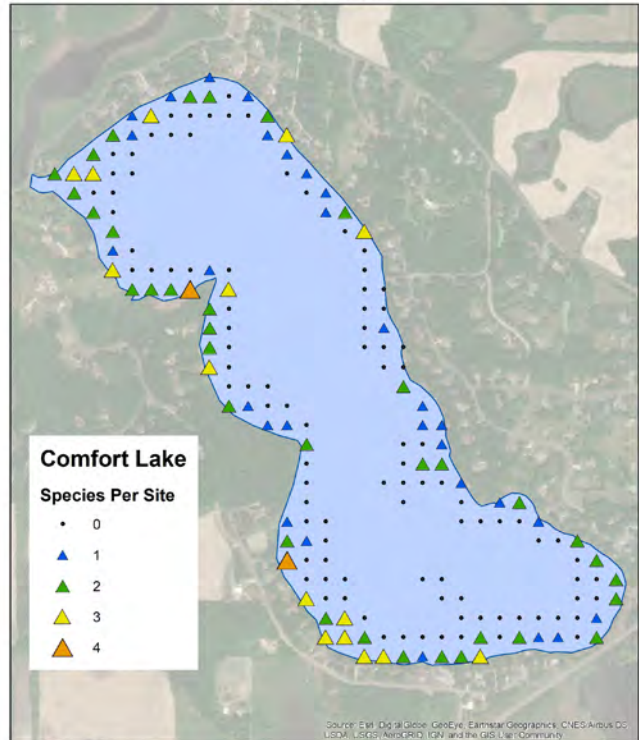 Comfort Lake
Species Per Site
0
1
2
3
4
Source: Esri, DigitalGlobe, GeoEye, Earthstar Geographics, CNES/Airbus DS,
USDA, USGS, AeroGRID, IGN, and the GIS User Community